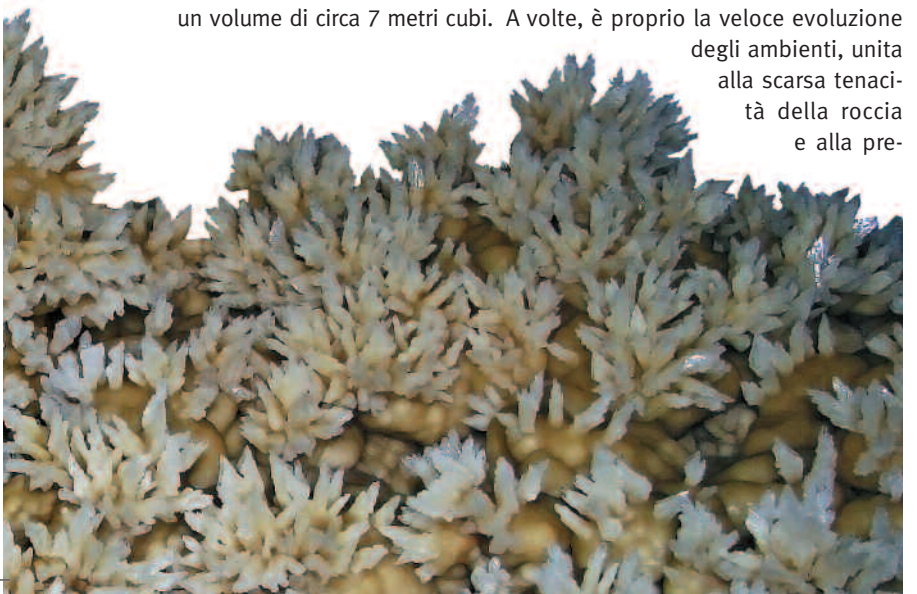 un volume di circa 7 metri cubi. A volte, è proprio la veloce evoluzione
degli ambienti, unita
alla scarsa tenaci-
tà della roccia
e alla pre-